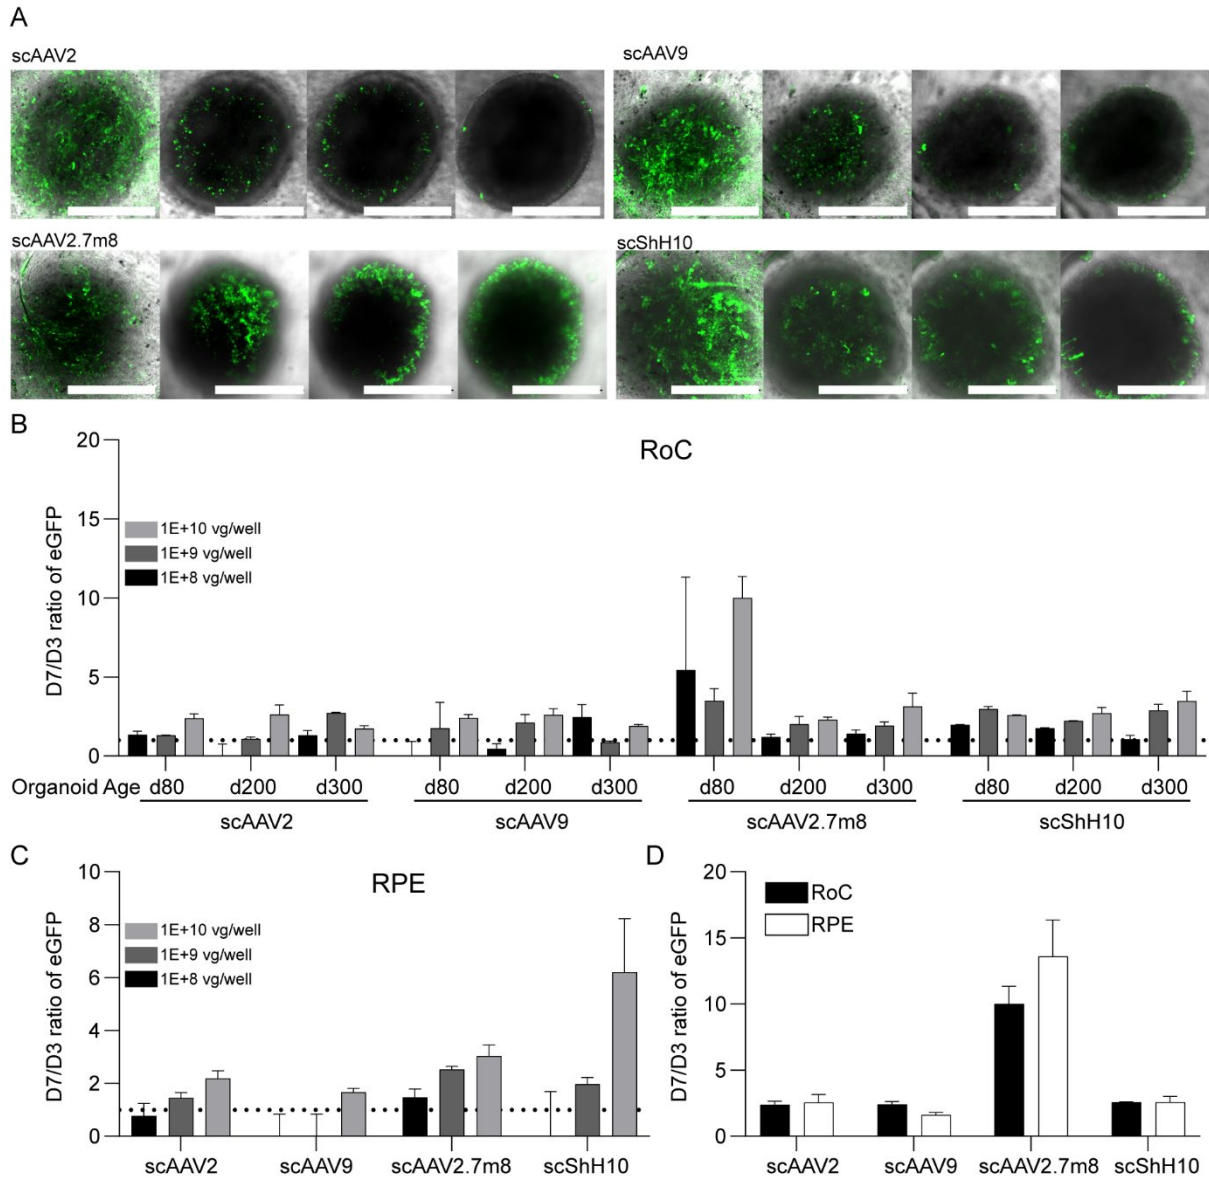 A
scAAV2
scAAV9
scAAV2.7m8
scShH10
B
RoC
D7/D3 ratio of eGFP
20
15
10
5
0
1E+10 vg/well
1E+9 vg/well
1E+8 vg/well
Organoid Age d80 d200 d300 d80 d200 d300 d80 d200 d300 d80 d200 d300
scAAV2 scAAV9 scAAV2.7m8 scShH10
C
RPE
D7/D3 ratio of eGFP
10
8
6
4
2
0
1E+10 vg/well
1E+9 vg/well
1E+8 vg/well
scAAV2 scAAV9 scAAV2.7m8 scShH10
D
D7/D3 ratio of eGFP
20
15
10
5
0
RoC
RPE
scAAV2 scAAV9 scAAV2.7m8 scShH10